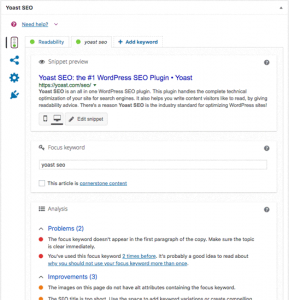 Yoast SEO
Need help?
Readability
yoast seo
+ Add keyword
Snippet preview
Yoast SEO: the #1 WordPress SEO Plugin • Yoast
https://yoast.com/seo/
Yoast SEO is an all in one WordPress SEO plugin. This plugin handles the complete technical
optimization of your site for search engines. It also helps you write content visitors like to read, by giving
readability advice. There's a reason Yoast SEO is the industry standard for optimizing WordPress sites!
Edit snippet
Focus keyword
yoast seo
This article is cornerstone content
Analysis
Problems (2)
The focus keyword doesn't appear in the first paragraph of the copy. Make sure the topic
is clear immediately.
You've used this focus keyword 2 times before. It's probably a good idea to read about
why you should not use your focus keyword more than once.
Improvements (3)
The images on this page do not have alt attributes containing the focus keyword.
The SEO title is too short. Use the space to add keyword variations or create compelling